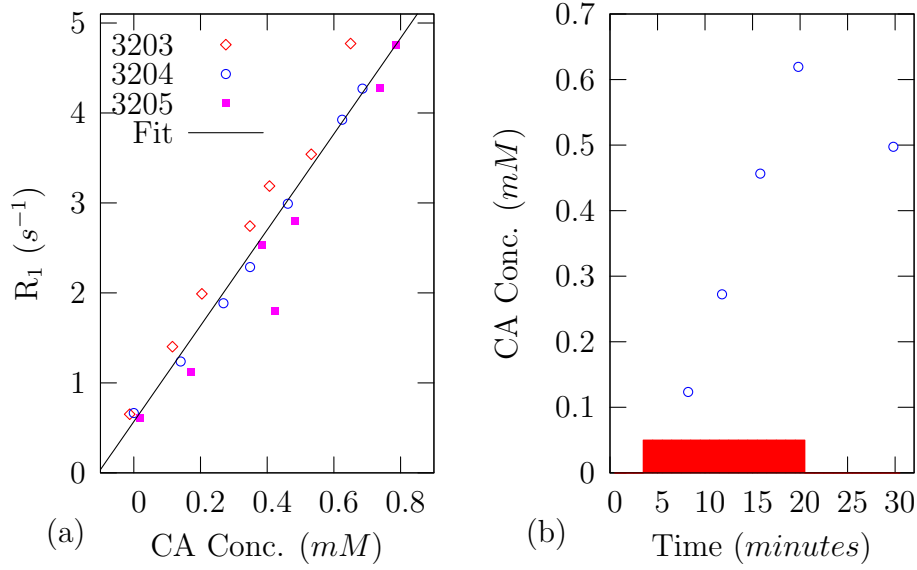 5
4
3
2
1
0
R₁ (s⁻¹)
3203
3204
3205
Fit
0 0.2 0.4 0.6 0.8
(a) CA Conc. (mM)
0.7
0.6
0.5
0.4
0.3
0.2
0.1
0
CA Conc. (mM)
0 5 10 15 20 25 30
(b) Time (minutes)